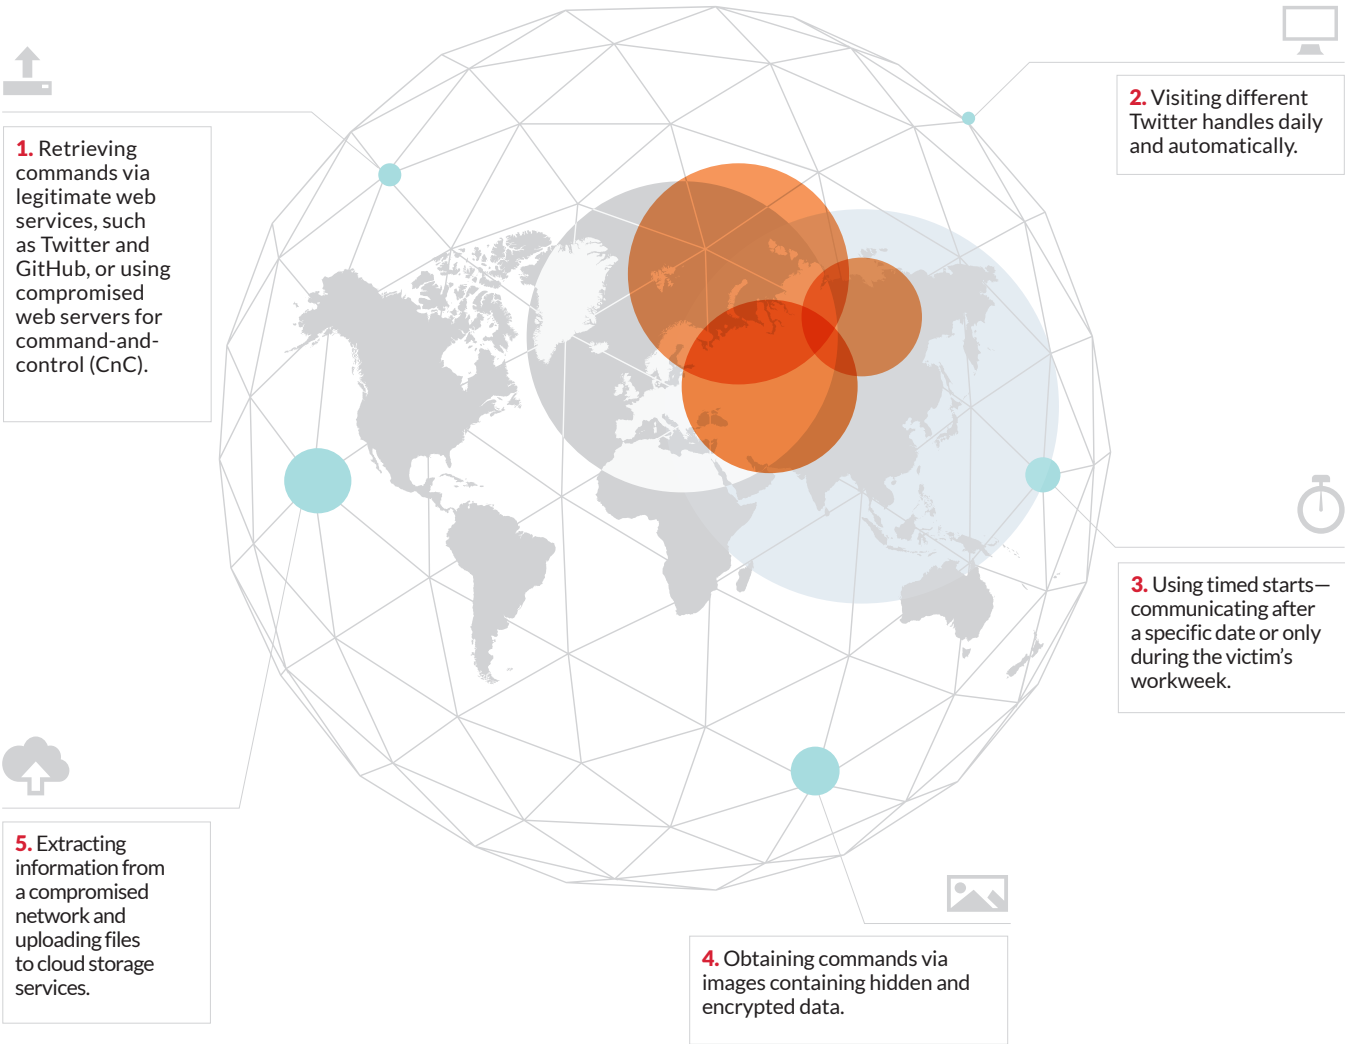 1. Retrieving
commands via
legitimate web
services, such
as Twitter and
GitHub, or using
compromised
web servers for
command-and-
control (CnC).
2. Visiting different
Twitter handles daily
and automatically.
3. Using timed starts—
communicating after
a specific date or only
during the victim’s
workweek.
4. Obtaining commands via
images containing hidden and
encrypted data.
5. Extracting
information from
a compromised
network and
uploading files
to cloud storage
services.